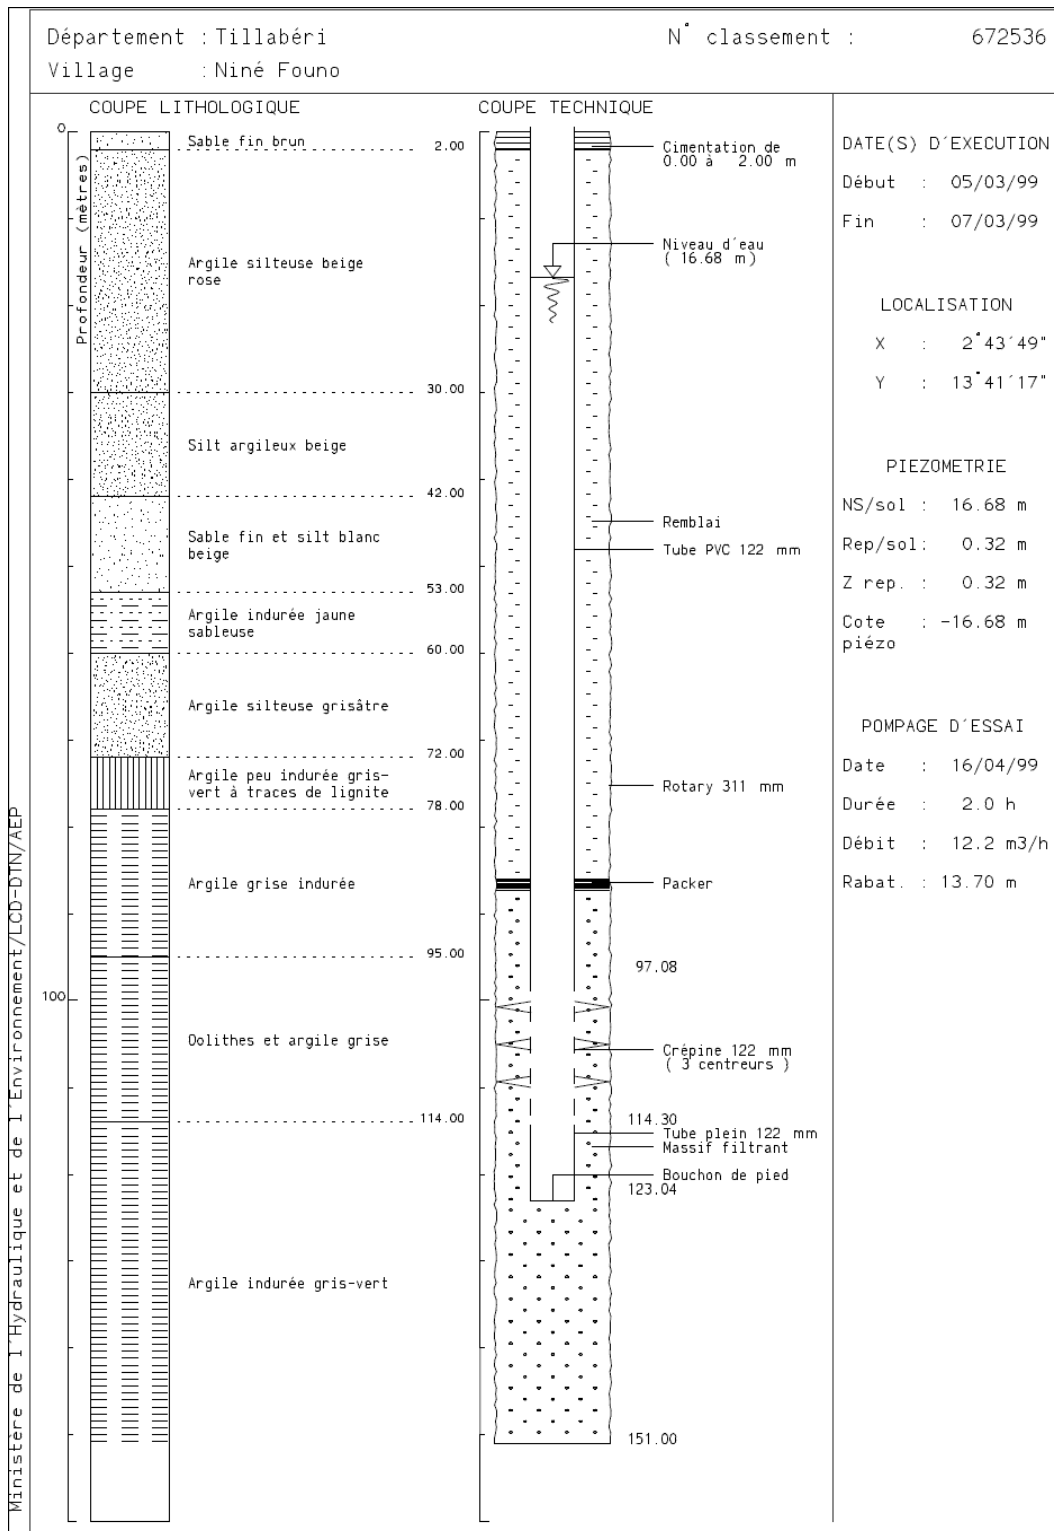 Département : Tillabéri
N° classement : 672536
Village : Niné Founo
COUPE LITHOLOGIQUE
COUPE TECHNIQUE
0
Profondeur (mètres)
100
Sable fin brun
2.00
Argile silteuse beige
rose
30.00
Silt argileux beige
42.00
Sable fin et silt blanc
beige
53.00
Argile indurée jaune
sableuse
60.00
Argile silteuse grisâtre
72.00
Argile peu indurée gris-
vert à traces de lignite
78.00
Argile grise indurée
95.00
Oolithes et argile grise
114.00
Argile indurée gris-vert
Cimentation de
0.00 à 2.00 m
Niveau d'eau
( 16.68 m)
Remblai
Tube PVC 122 mm
Rotary 311 mm
Packer
97.08
Crépine 122 mm
( 3 centreurs )
114.30
Tube plein 122 mm
Massif filtrant
Bouchon de pied
123.04
151.00
DATE(S) D'EXECUTION
Début : 05/03/99
Fin : 07/03/99
LOCALISATION
X : 2°43'49"
Y : 13°41'17"
PIEZOMETRIE
NS/sol : 16.68 m
Rep/sol: 0.32 m
Z rep. : 0.32 m
Cote : -16.68 m
piézo
POMPAGE D'ESSAI
Date : 16/04/99
Durée : 2.0 h
Débit : 12.2 m3/h
Rabat. : 13.70 m
Ministère de l'Hydraulique et de l'Environnement/LCD-DTN/AEP